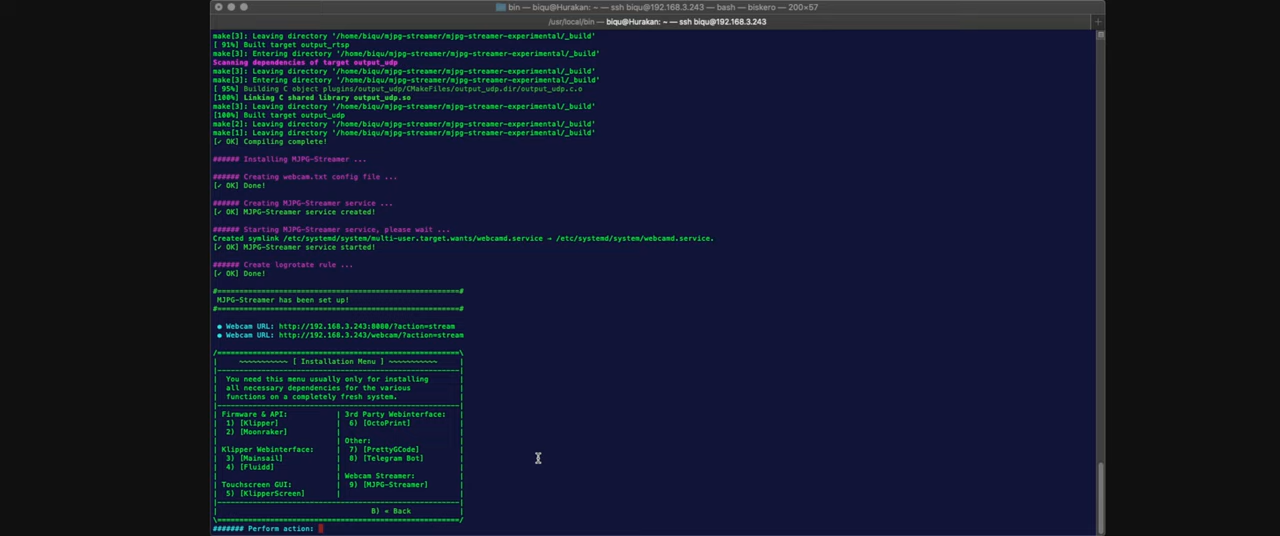 bin — biqu@Hurakan: ~ — ssh biqu@192.168.3.243 — bash — biskero — 200×57
/usr/local/bin — biqu@Hurakan: ~ — ssh biqu@192.168.3.243
make[3]: Leaving directory '/home/biqu/mjpg-streamer/mjpg-streamer-experimental/_build'
[ 91%] Built target output_rtsp
make[3]: Entering directory '/home/biqu/mjpg-streamer/mjpg-streamer-experimental/_build'
Scanning dependencies of target output_udp
make[3]: Leaving directory '/home/biqu/mjpg-streamer/mjpg-streamer-experimental/_build'
make[3]: Entering directory '/home/biqu/mjpg-streamer/mjpg-streamer-experimental/_build'
[ 95%] Building C object plugins/output_udp/CMakeFiles/output_udp.dir/output_udp.c.o
[100%] Linking C shared library output_udp.so
make[3]: Leaving directory '/home/biqu/mjpg-streamer/mjpg-streamer-experimental/_build'
[100%] Built target output_udp
make[2]: Leaving directory '/home/biqu/mjpg-streamer/mjpg-streamer-experimental/_build'
make[1]: Leaving directory '/home/biqu/mjpg-streamer/mjpg-streamer-experimental/_build'
[✓ OK] Compiling complete!
###### Installing MJPG-Streamer ...
###### Creating webcam.txt config file ...
[✓ OK] Done!
###### Creating MJPG-Streamer service ...
[✓ OK] MJPG-Streamer service created!
###### Starting MJPG-Streamer service, please wait ...
Created symlink /etc/systemd/system/multi-user.target.wants/webcamd.service → /etc/systemd/system/webcamd.service.
[✓ OK] MJPG-Streamer service started!
###### Create logrotate rule ...
[✓ OK] Done!
#=======================================================#
MJPG-Streamer has been set up!
#=======================================================#
● Webcam URL: http://192.168.3.243:8080/?action=stream
● Webcam URL: http://192.168.3.243/webcam/?action=stream
/=======================================================\
| ~~~~~~~~~~~ [ Installation Menu ] ~~~~~~~~~~~ |
|-------------------------------------------------------|
| You need this menu usually only for installing |
| all necessary dependencies for the various |
| functions on a completely fresh system. |
|-------------------------------------------------------|
| Firmware & API: | 3rd Party Webinterface: |
| 1) [Klipper] | 6) [OctoPrint] |
| 2) [Moonraker] | |
| | Other: |
| Klipper Webinterface: | 7) [PrettyGCode] |
| 3) [Mainsail] | 8) [Telegram Bot] |
| 4) [Fluidd] | |
| | Webcam Streamer: |
| Touchscreen GUI: | 9) [MJPG-Streamer] |
| 5) [KlipperScreen] | |
|-------------------------------------------------------|
| B) « Back |
\=======================================================/
####### Perform action: